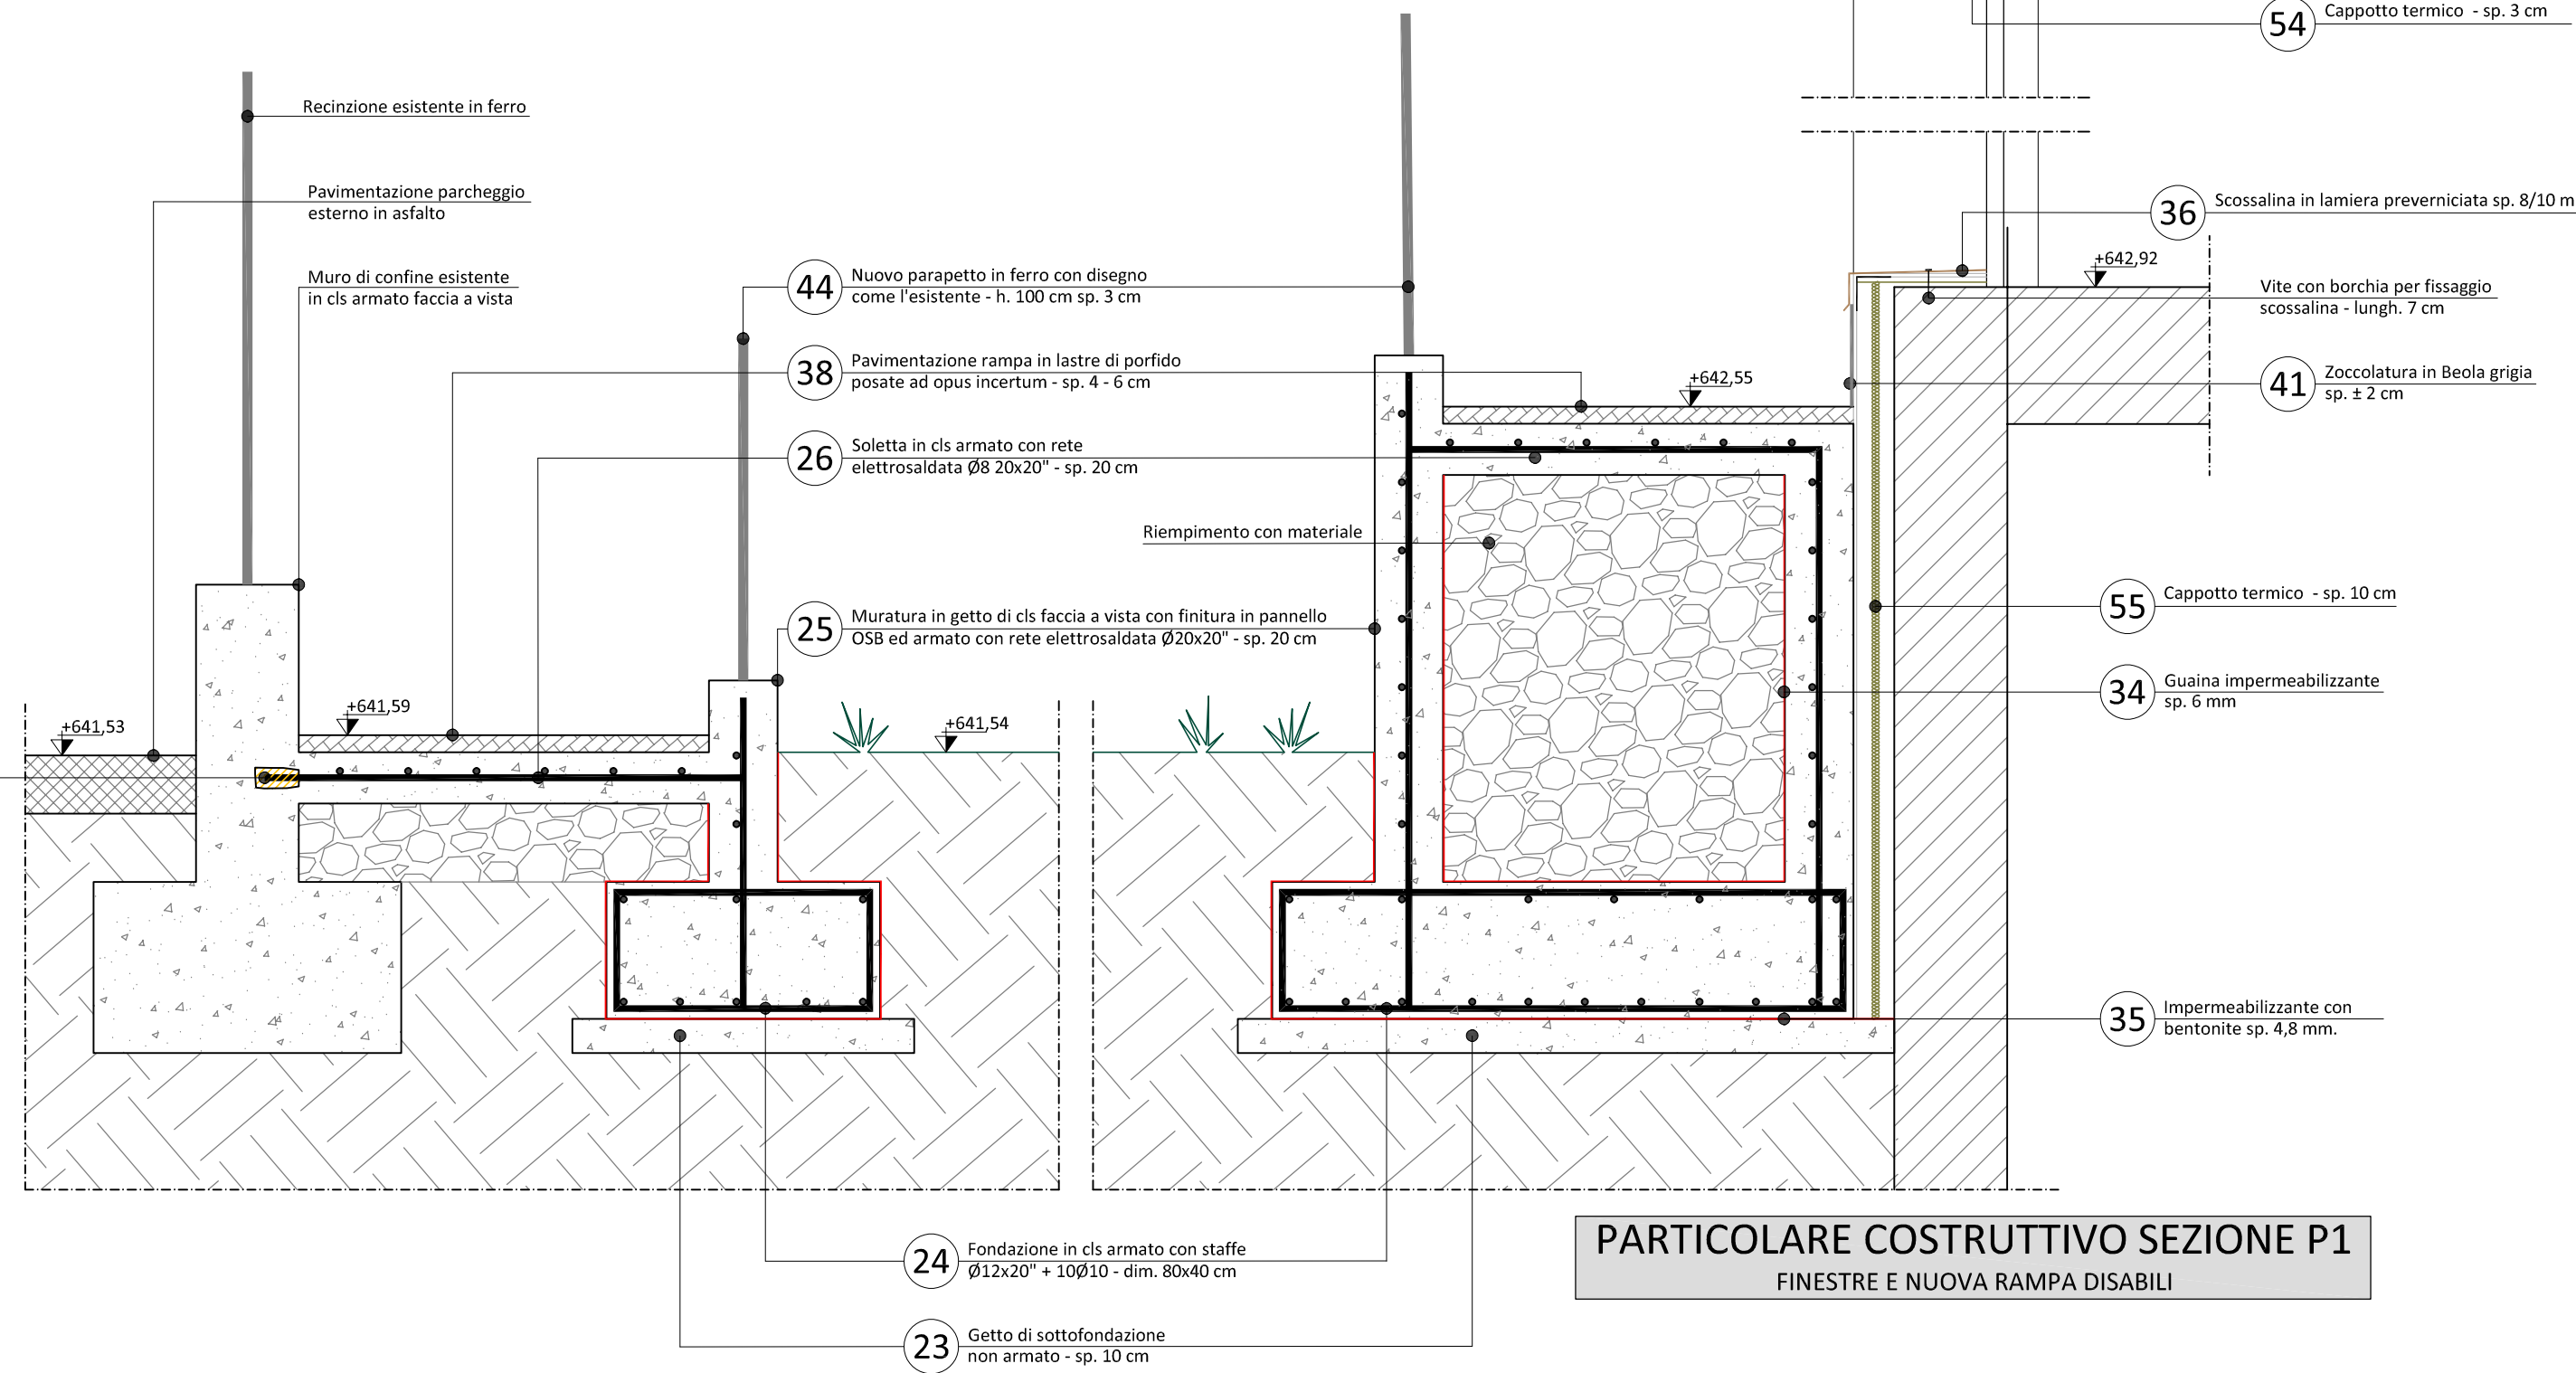 54
Cappotto termico - sp. 3 cm
Recinzione esistente in ferro
Pavimentazione parcheggio
esterno in asfalto
36
Scossalina in lamiera preverniciata sp. 8/10 m
Muro di confine esistente
in cls armato faccia a vista
44
Nuovo parapetto in ferro con disegno
come l'esistente - h. 100 cm sp. 3 cm
+642,92
Vite con borchia per fissaggio
scossalina - lungh. 7 cm
38
Pavimentazione rampa in lastre di porfido
posate ad opus incertum - sp. 4 - 6 cm
+642,55
41
Zoccolatura in Beola grigia
sp. ± 2 cm
26
Soletta in cls armato con rete
elettrosaldata Ø8 20x20" - sp. 20 cm
Riempimento con materiale
25
Muratura in getto di cls faccia a vista con finitura in pannello
OSB ed armato con rete elettrosaldata Ø20x20" - sp. 20 cm
55
Cappotto termico - sp. 10 cm
34
Guaina impermeabilizzante
sp. 6 mm
+641,53
+641,59
+641,54
35
Impermeabilizzante con
bentonite sp. 4,8 mm.
24
Fondazione in cls armato con staffe
Ø12x20" + 10Ø10 - dim. 80x40 cm
23
Getto di sottofondazione
non armato - sp. 10 cm
PARTICOLARE COSTRUTTIVO SEZIONE P1
FINESTRE E NUOVA RAMPA DISABILI